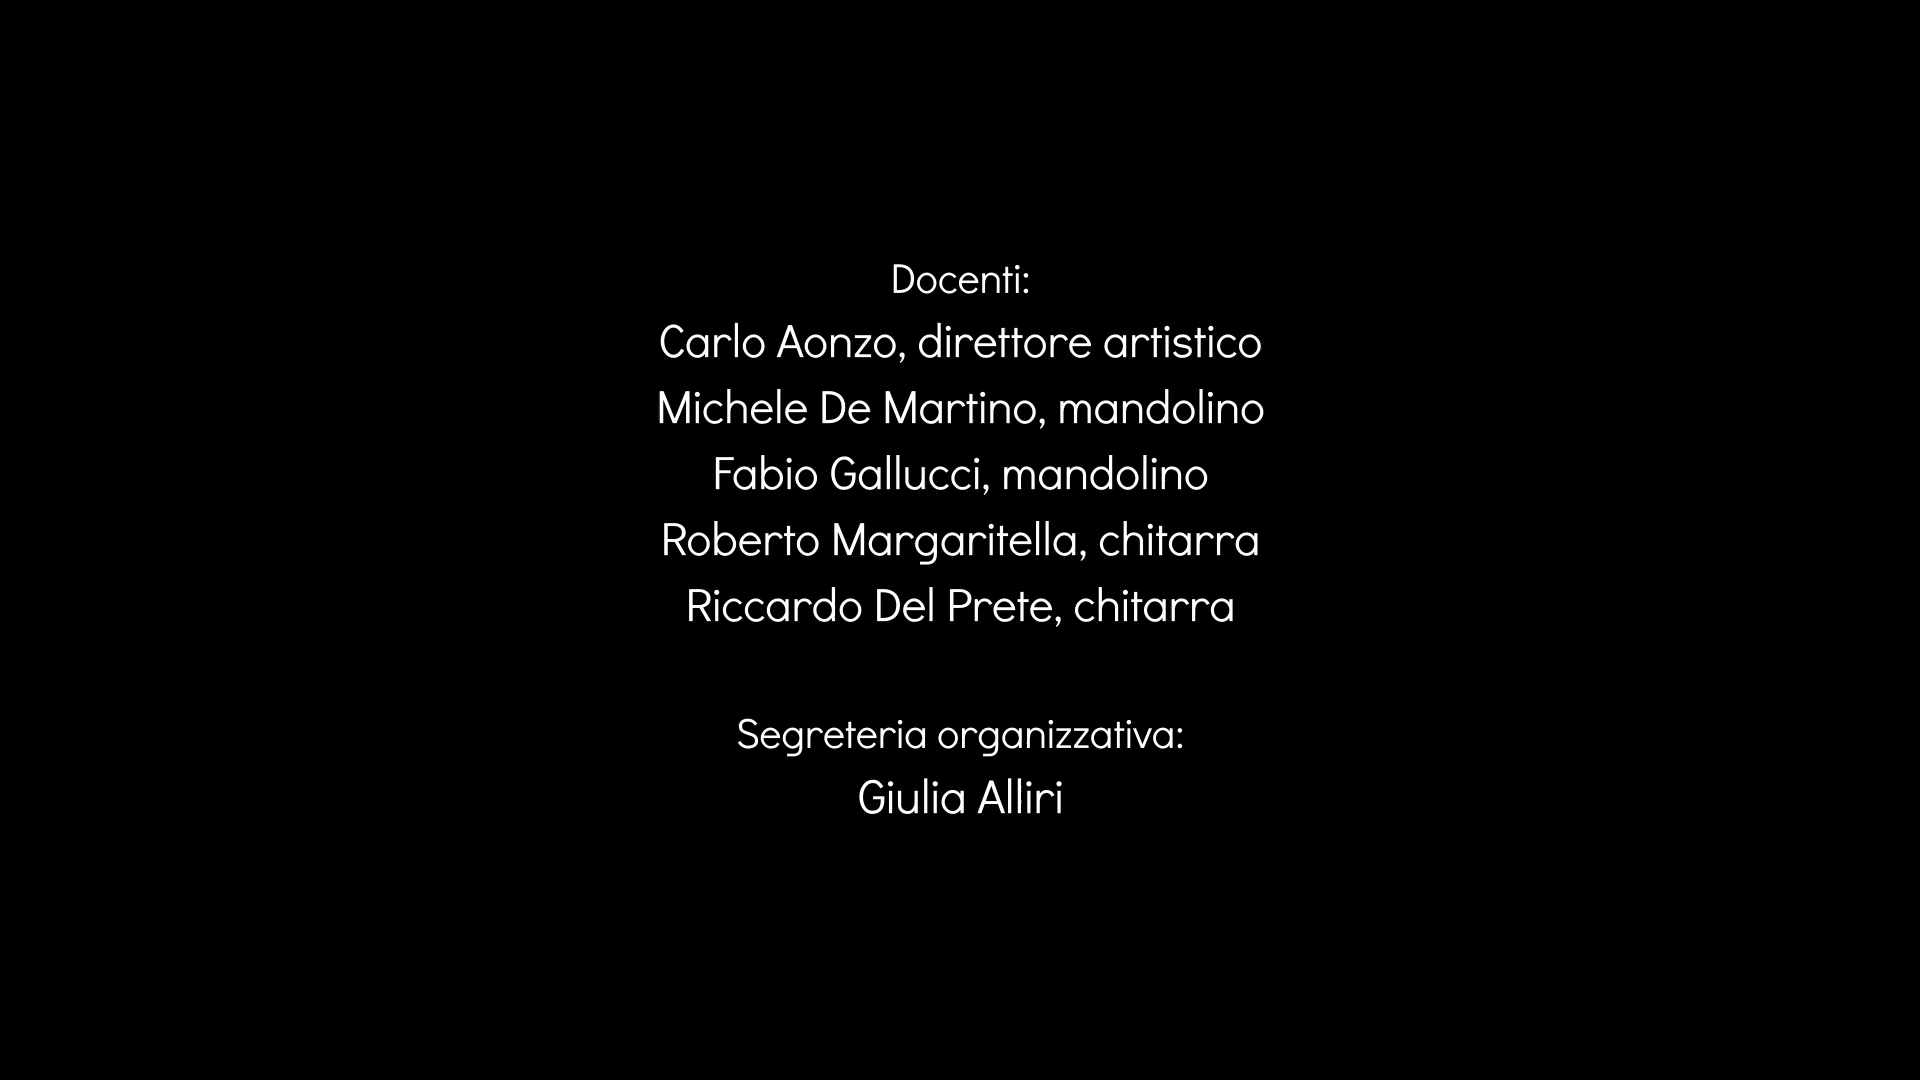 Docenti:
Carlo Aonzo, direttore artistico
Michele De Martino, mandolino
Fabio Gallucci, mandolino
Roberto Margaritella, chitarra
Riccardo Del Prete, chitarra
Segreteria organizzativa:
Giulia Alliri